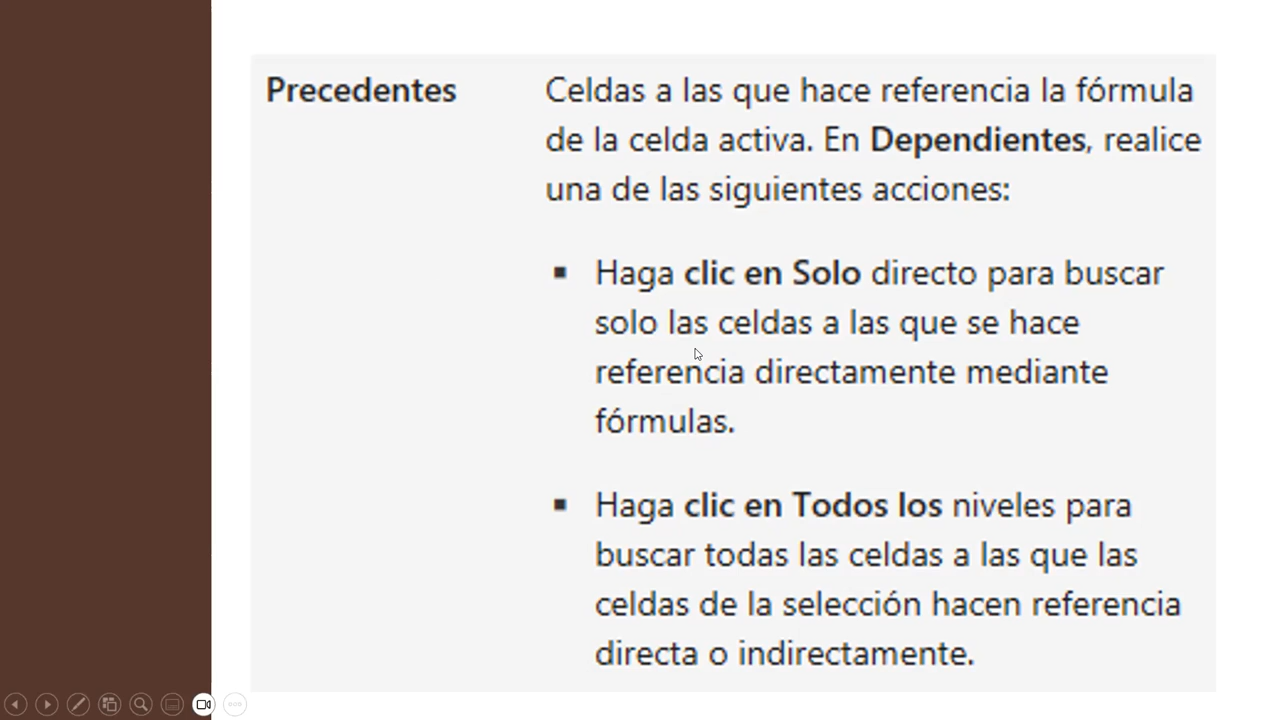 Precedentes
Celdas a las que hace referencia la fórmula
de la celda activa. En Dependientes, realice
una de las siguientes acciones:
▪ Haga clic en Solo directo para buscar
solo las celdas a las que se hace
referencia directamente mediante
fórmulas.
▪ Haga clic en Todos los niveles para
buscar todas las celdas a las que las
celdas de la selección hacen referencia
directa o indirectamente.